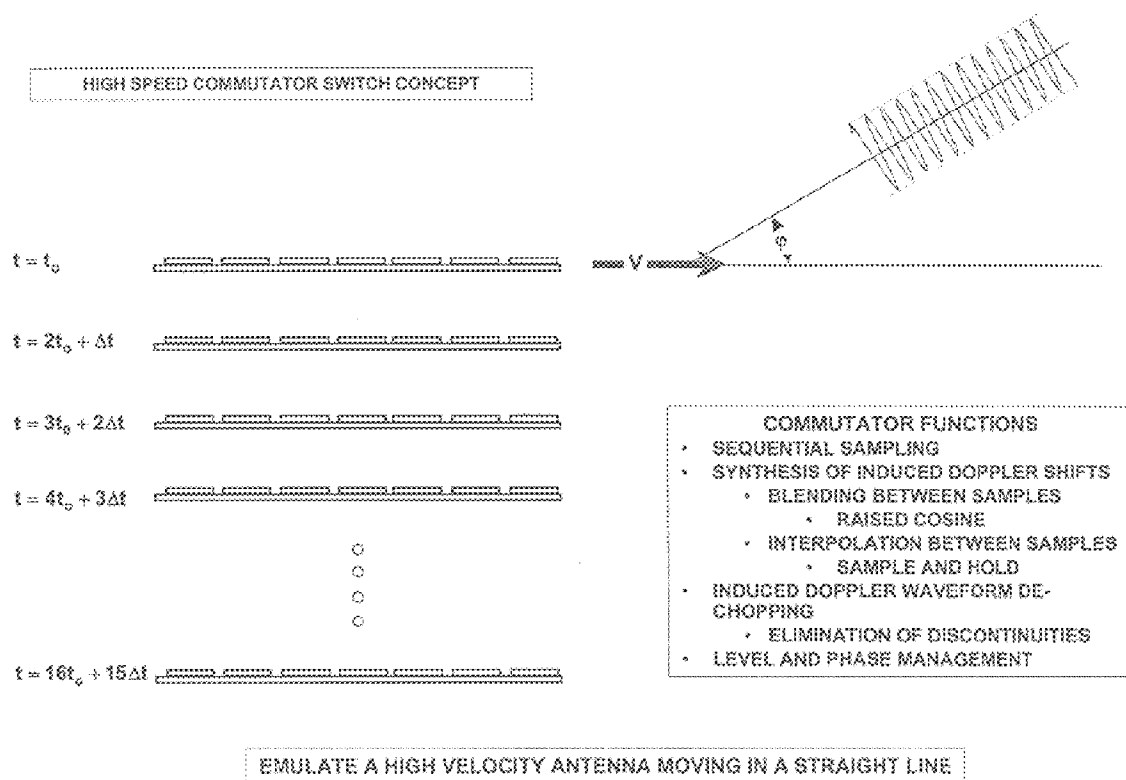 HIGH SPEED COMMUTATOR SWITCH CONCEPT
t = t₀
V
φ
t = 2t₀ + Δt
t = 3t₀ + 2Δt
t = 4t₀ + 3Δt
t = 16t₀ + 15Δt
COMMUTATOR FUNCTIONS
• SEQUENTIAL SAMPLING
• SYNTHESIS OF INDUCED DOPPLER SHIFTS
• BLENDING BETWEEN SAMPLES
• RAISED COSINE
• INTERPOLATION BETWEEN SAMPLES
• SAMPLE AND HOLD
• INDUCED DOPPLER WAVEFORM DE-
CHOPPING
• ELIMINATION OF DISCONTINUITIES
• LEVEL AND PHASE MANAGEMENT
EMULATE A HIGH VELOCITY ANTENNA MOVING IN A STRAIGHT LINE